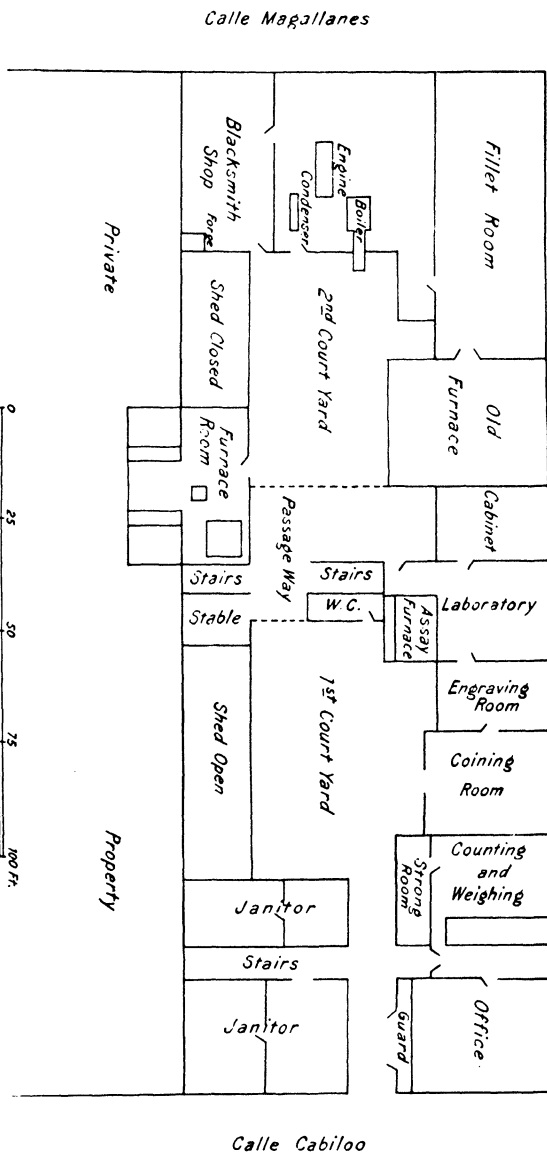 Calle Magallanes
Fillet Room
Engine
Boiler
Condenser
Blacksmith
Shop
Forge
Private
Shed Closed
2nd Court Yard
Old
Furnace
Furnace
Room
Passage Way
Cabinet
Stairs
Stairs
Stable
W.C.
Assay
Furnace
Laboratory
Engraving
Room
1st Court Yard
Shed Open
Coining
Room
Counting
and
Weighing
Strong
Room
Property
Janitor
Stairs
Janitor
Guard
Office
0
25
50
75
100 Ft.
Calle Cabiloo